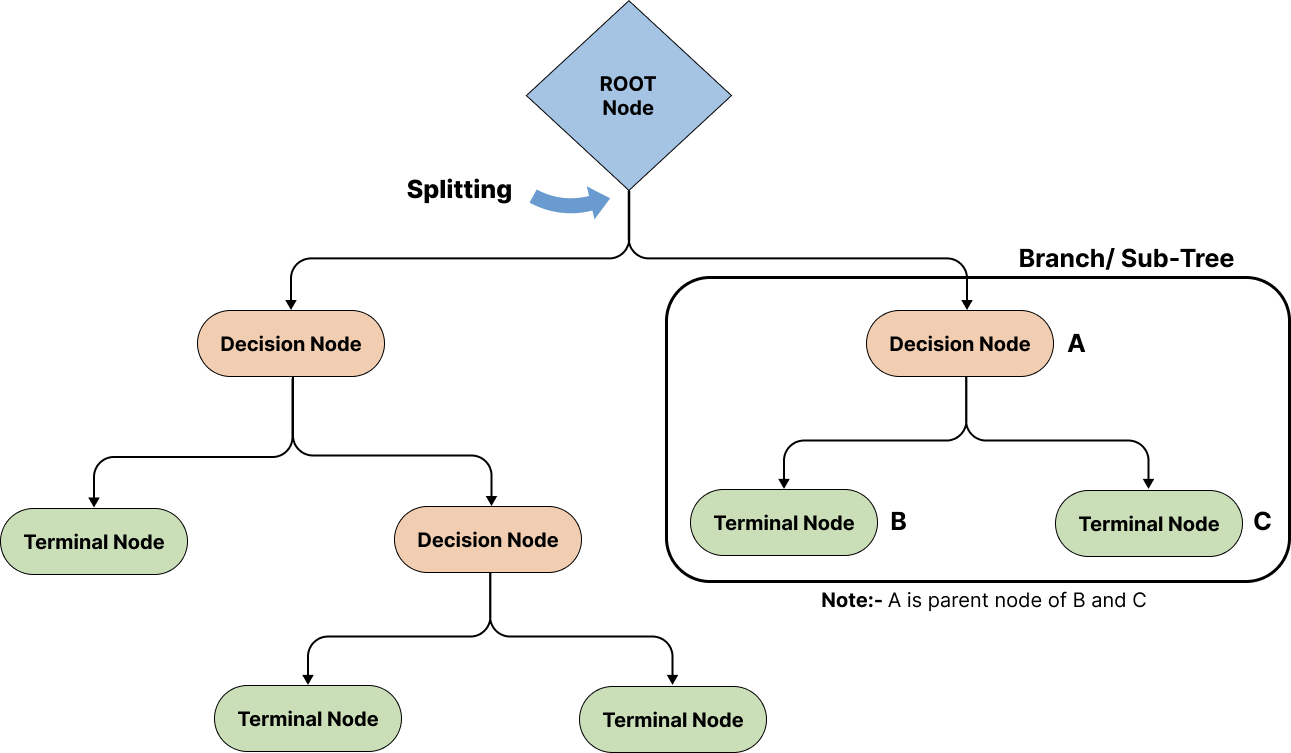 ROOT
Node
Splitting
Branch/ Sub-Tree
Decision Node
Decision Node
A
Terminal Node
B
Terminal Node
C
Terminal Node
Decision Node
Note:- A is parent node of B and C
Terminal Node
Terminal Node